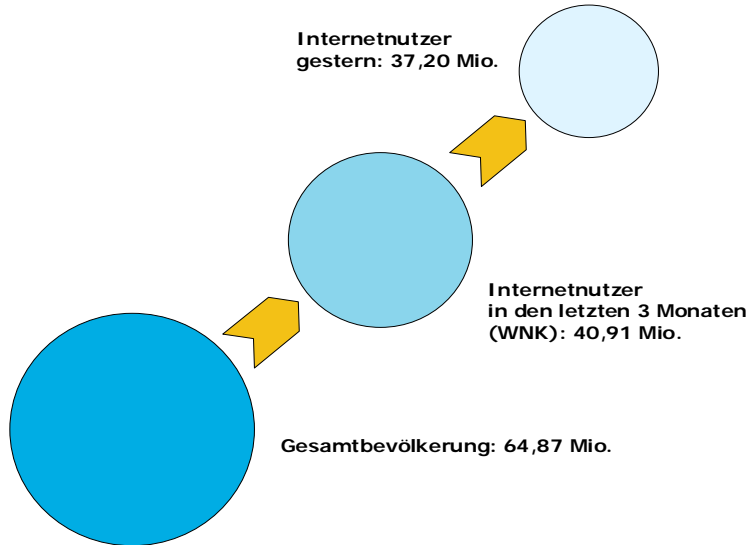 Internetnutzer
gestern: 37,20 Mio.
Internetnutzer
in den letzten 3 Monaten
(WNK): 40,91 Mio.
Gesamtbevölkerung: 64,87 Mio.